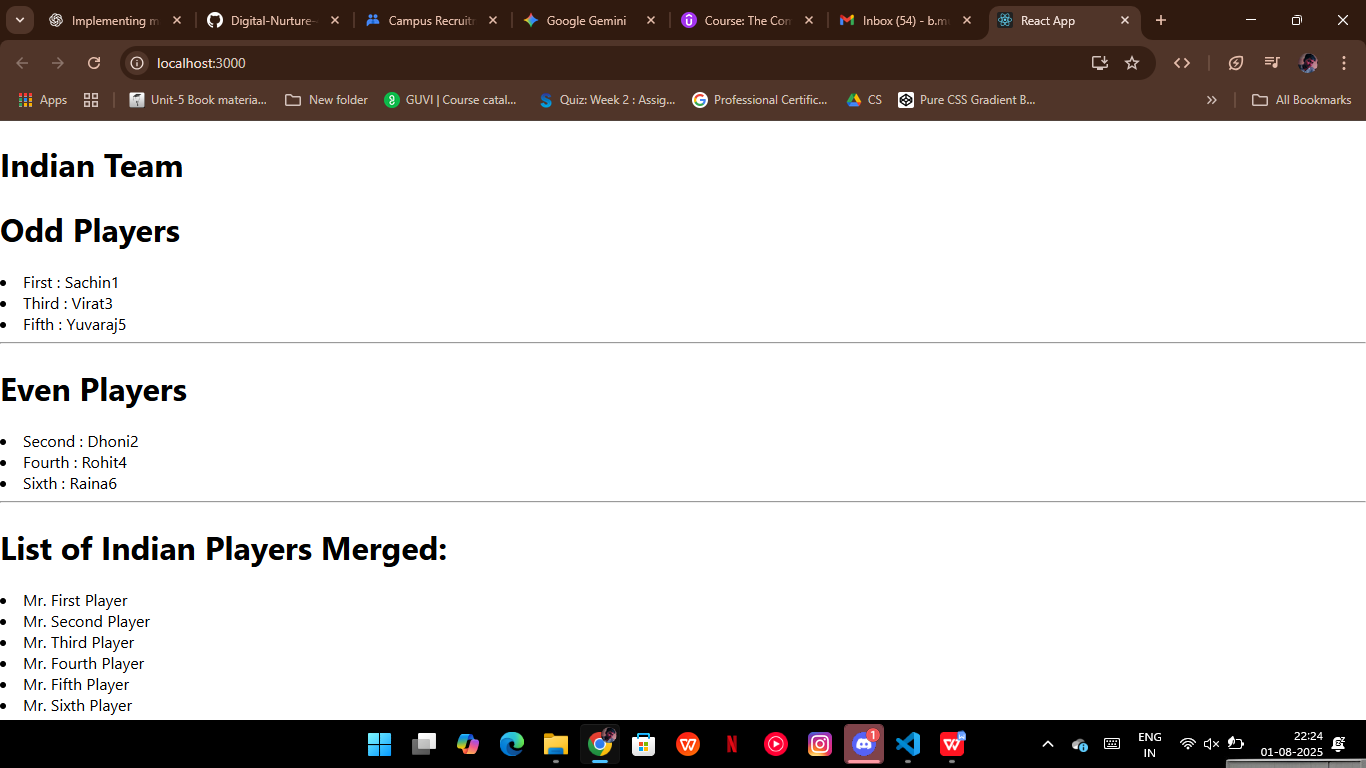 Implementing m
Digital-Nurture-
Campus Recruitm
Google Gemini
Course: The Com
Inbox (54) - b.m
React App
localhost:3000
Apps
Unit-5 Book materia...
New folder
GUVI | Course catal...
Quiz: Week 2 : Assig...
Professional Certific...
CS
Pure CSS Gradient B...
All Bookmarks
Indian Team
Odd Players
First : Sachin1
Third : Virat3
Fifth : Yuvaraj5
Even Players
Second : Dhoni2
Fourth : Rohit4
Sixth : Raina6
List of Indian Players Merged:
Mr. First Player
Mr. Second Player
Mr. Third Player
Mr. Fourth Player
Mr. Fifth Player
Mr. Sixth Player
1
ENG
IN
22:24
01-08-2025